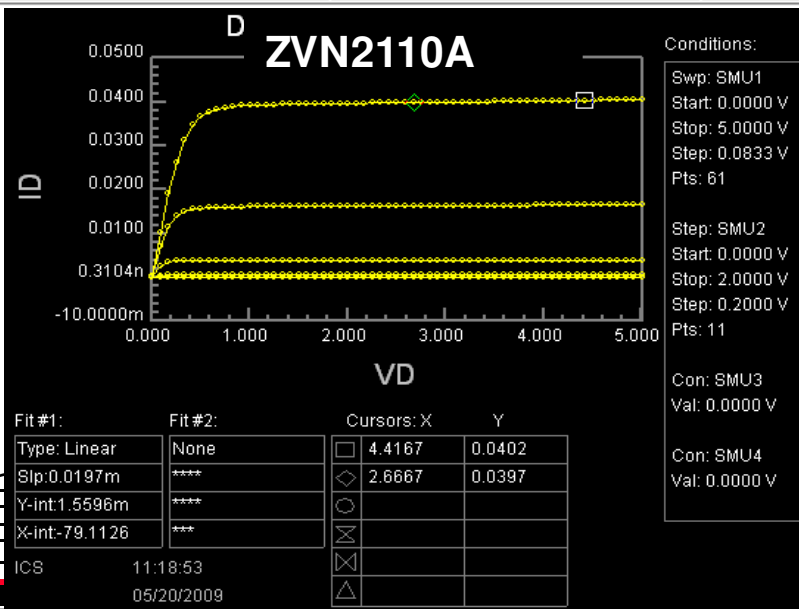 D
ZVN2110A
0.0500
0.0400
0.0300
0.0200
0.0100
0.3104n
-10.0000m
ID
0.000 1.000 2.000 3.000 4.000 5.000
VD
Conditions:
Swp: SMU1
Start: 0.0000 V
Stop: 5.0000 V
Step: 0.0833 V
Pts: 61
Step: SMU2
Start: 0.0000 V
Stop: 2.0000 V
Step: 0.2000 V
Pts: 11
Con: SMU3
Val: 0.0000 V
Con: SMU4
Val: 0.0000 V
Fit #1: Fit #2: Cursors: X Y
Type: Linear None 4.4167 0.0402
Slp:0.0197m **** 2.6667 0.0397
Y-int:1.5596m ****
X-int:-79.1126 ***
ICS 11:18:53
05/20/2009